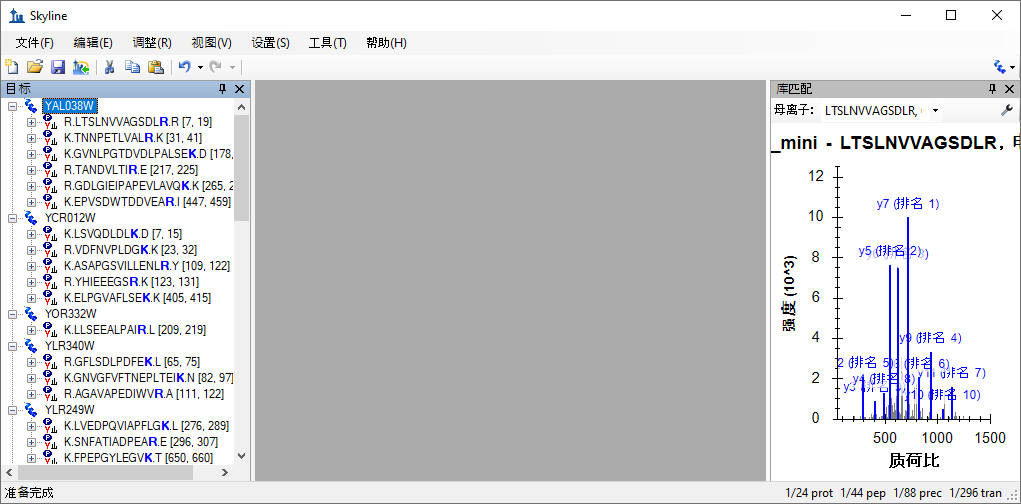 Skyline
文件(F) 编辑(E) 调整(R) 视图(V) 设置(S) 工具(T) 帮助(H)
目标
YAL038W
R.LTSLNVVAGSDLR.R [7, 19]
K.TNNPETLVALR.K [31, 41]
K.GVNLPGTDVDLPALSEK.D [178,
R.TANDVLTIR.E [217, 225]
R.GDLGIEIPAPEVLAVQK.K [265, 2
K.EPVSDWTDDVEAR.I [447, 459]
YCR012W
K.LSVQDLDLK.D [7, 15]
R.VDFNVPLDGK.K [23, 32]
K.ASAPGSVILLENLR.Y [109, 122]
R.YHIEEEGSR.K [123, 131]
K.ELPGVAFLSEK.K [405, 415]
YOR332W
K.LLSEEALPAIR.L [209, 219]
YLR340W
R.GFLSDLPDFEK.L [65, 75]
K.GNVGFVFTNEPLTEIK.N [82, 97]
R.AGAVAPEDIWVR.A [111, 122]
YLR249W
K.LVEDPQVIAPFLGK.L [276, 289]
K.SNFATIADPEAR.E [296, 307]
K.FPEPGYLEGVK.T [650, 660]
库匹配
母离子: LTSLNVVAGSDLR,
_mini - LTSLNVVAGSDLR, 电
强度 (10^3)
12
10
8
6
4
2
0
y7 (排名 1)
y5 (排名 2)
y9 (排名 4)
2 (排名 5)
(排名 6)
(排名 7)
y4 (排名 8)
y10 (排名 10)
500 1000 1500
质荷比
准备完成
1/24 prot 1/44 pep 1/88 prec 1/296 tran